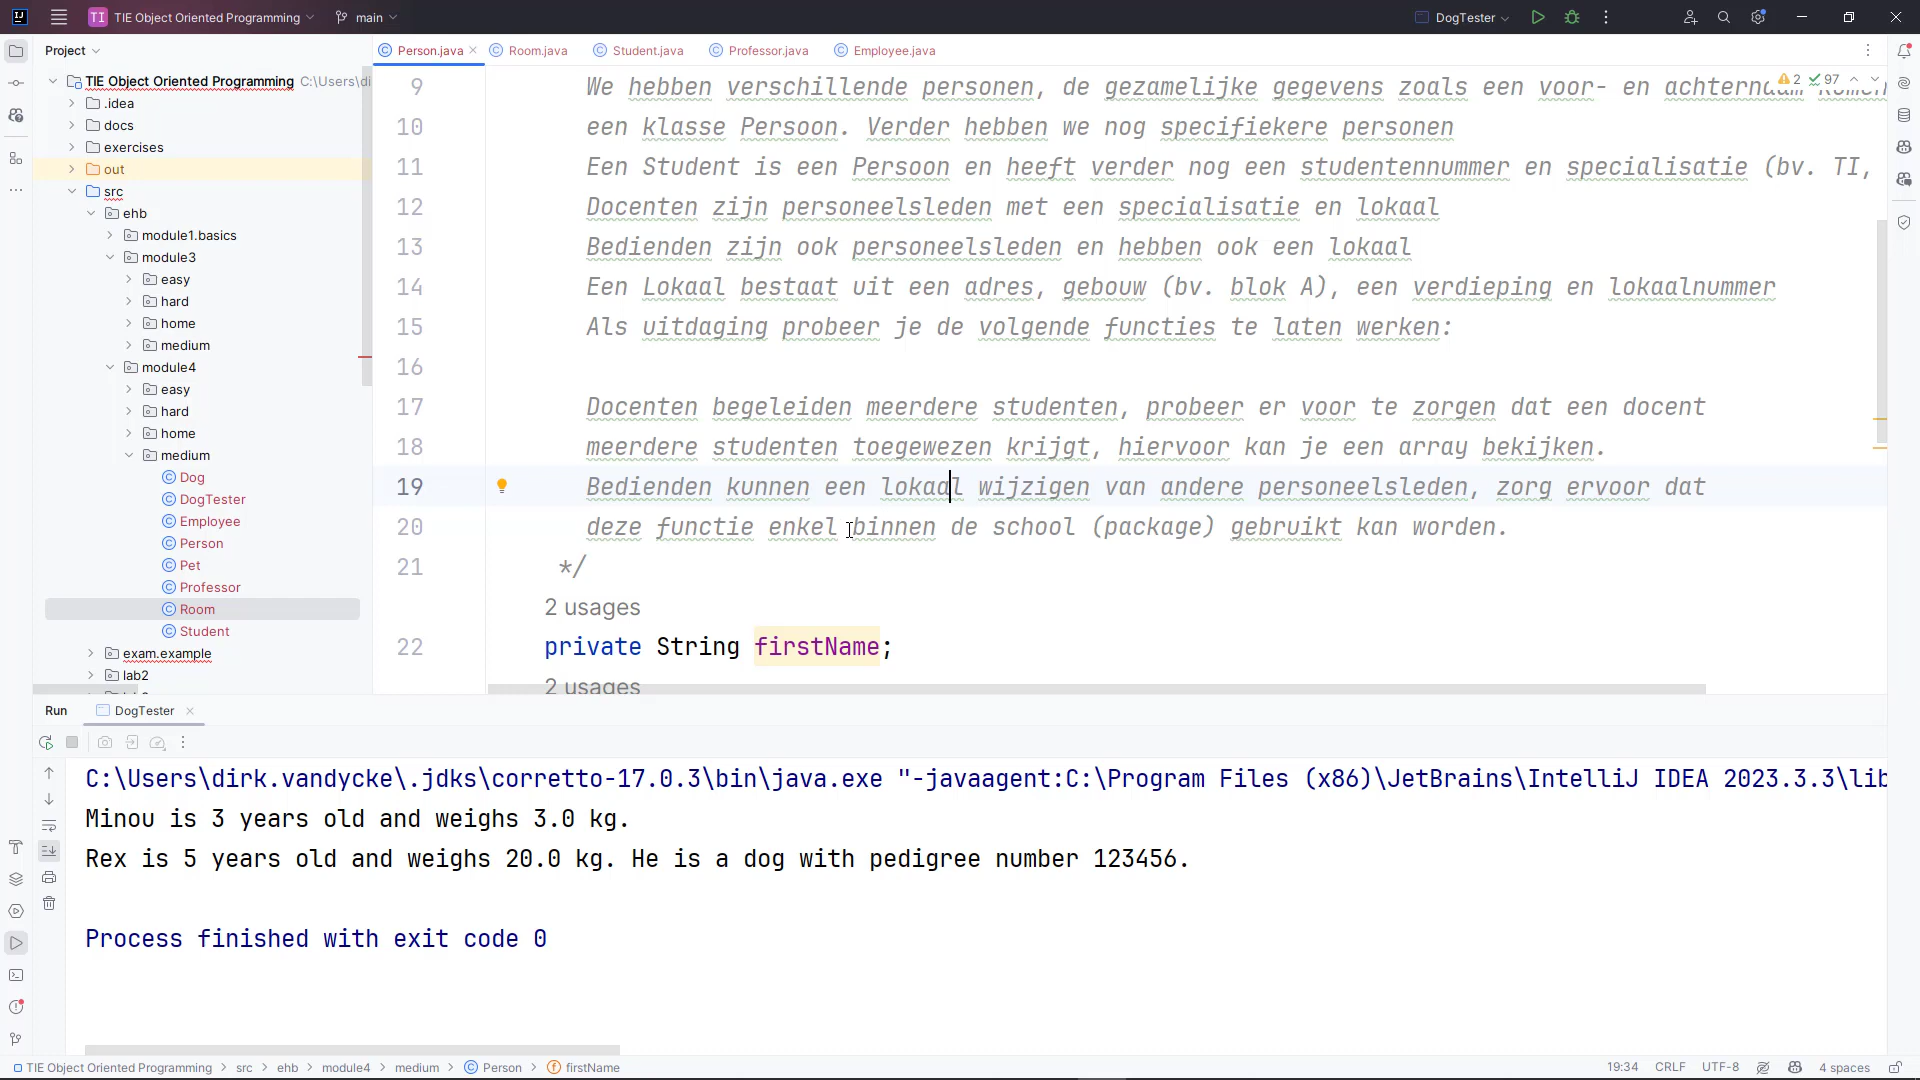 TI TIE Object Oriented Programming main DogTester
Project
Person.java Room.java Student.java Professor.java Employee.java
TIE Object Oriented Programming C:\Users\di
.idea
docs
exercises
out
src
ehb
module1.basics
module3
easy
hard
home
medium
module4
easy
hard
home
medium
Dog
DogTester
Employee
Person
Pet
Professor
Room
Student
exam.example
lab2
2 97
9 We hebben verschillende personen, de gezamelijke gegevens zoals een voor- en achternaam komen
10 een klasse Persoon. Verder hebben we nog specifiekere personen
11 Een Student is een Persoon en heeft verder nog een studentennummer en specialisatie (bv. TI,
12 Docenten zijn personeelsleden met een specialisatie en lokaal
13 Bedienden zijn ook personeelsleden en hebben ook een lokaal
14 Een Lokaal bestaat uit een adres, gebouw (bv. blok A), een verdieping en lokaalnummer
15 Als uitdaging probeer je de volgende functies te laten werken:
16
17 Docenten begeleiden meerdere studenten, probeer er voor te zorgen dat een docent
18 meerdere studenten toegewezen krijgt, hiervoor kan je een array bekijken.
19 Bedienden kunnen een lokaal wijzigen van andere personeelsleden, zorg ervoor dat
20 deze functie enkel binnen de school (package) gebruikt kan worden.
21 */
2 usages
22 private String firstName;
2 usages
Run DogTester
C:\Users\dirk.vandycke\.jdks\corretto-17.0.3\bin\java.exe "-javaagent:C:\Program Files (x86)\JetBrains\IntelliJ IDEA 2023.3.3\lib
Minou is 3 years old and weighs 3.0 kg.
Rex is 5 years old and weighs 20.0 kg. He is a dog with pedigree number 123456.
Process finished with exit code 0
TIE Object Oriented Programming > src > ehb > module4 > medium > Person > firstName 19:34 CRLF UTF-8 4 spaces